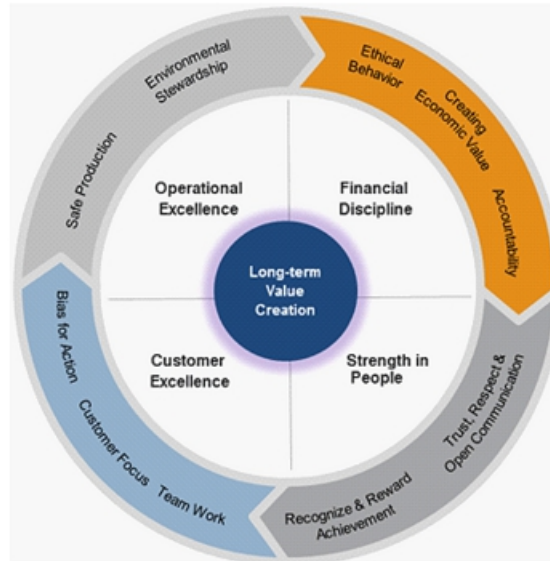 Environmental
Stewardship
Safe Production
Ethical
Behavior
Creating
Economic Value
Accountability
Operational
Excellence
Financial
Discipline
Long-term
Value
Creation
Customer
Excellence
Strength in
People
Bias for Action
Customer Focus
Team Work
Trust, Respect &
Open Communication
Recognize & Reward
Achievement